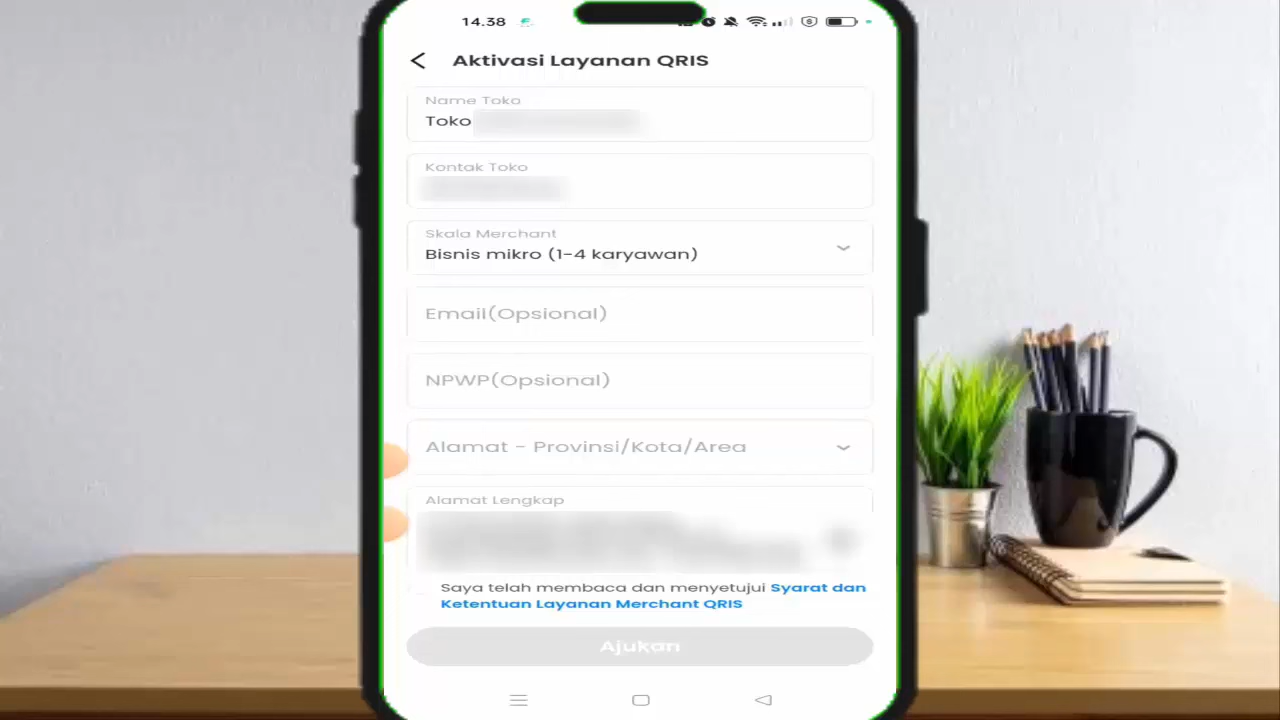 14.38
Aktivasi Layanan QRIS
Name Toko
Toko
Kontak Toko
Skala Merchant
Bisnis mikro (1-4 karyawan)
Email(Opsional)
NPWP(Opsional)
Alamat - Provinsi/Kota/Area
Alamat Lengkap
Saya telah membaca dan menyetujui Syarat dan
Ketentuan Layanan Merchant QRIS
Ajukan